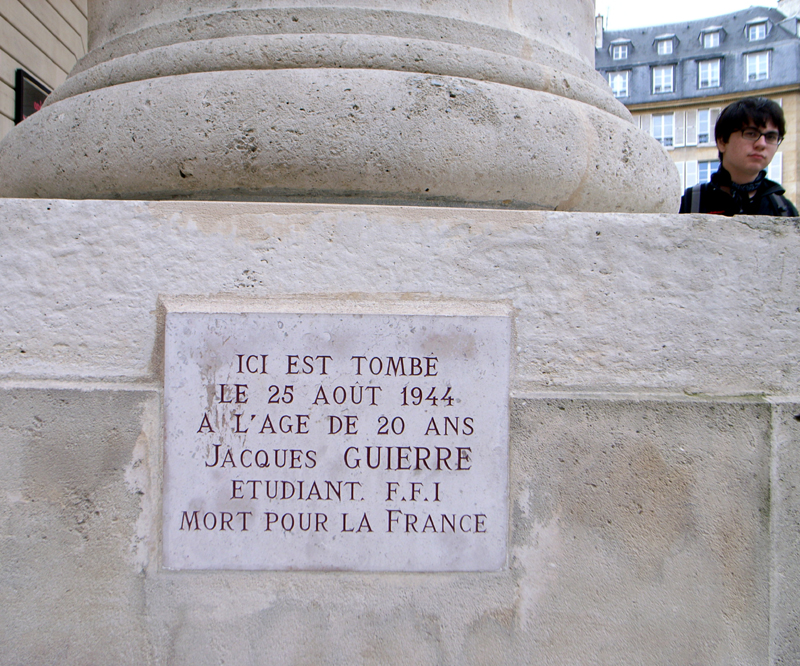 ICI EST TOMBÉ
LE 25 AOÛT 1944
A L'AGE DE 20 ANS
JACQUES GUIERRE
ETUDIANT. F.F.I
MORT POUR LA FRANCE